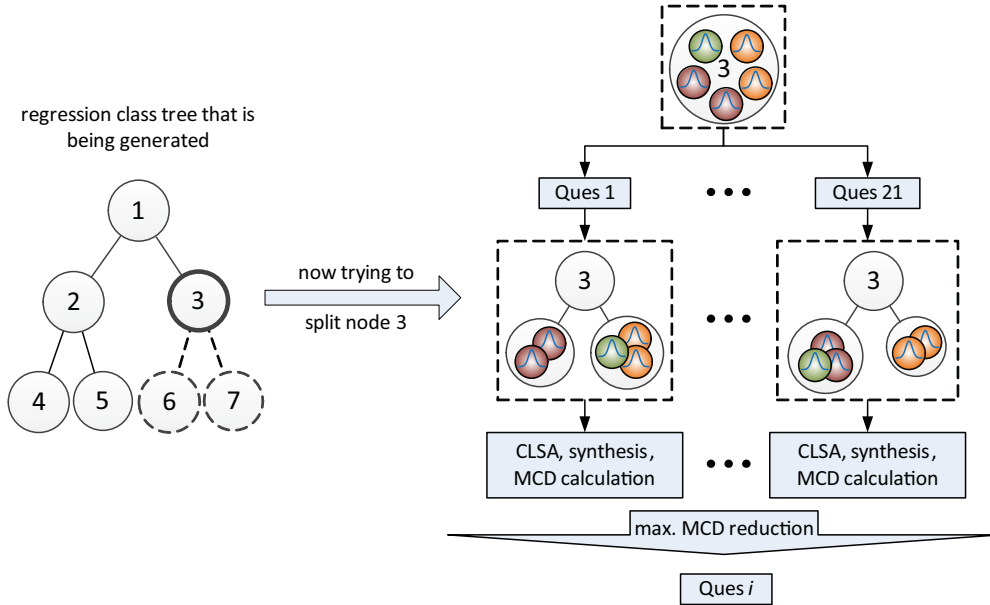 regression class tree that is
being generated
1
2
3
4
5
6
7
now trying to
split node 3
3
Ques 1
Ques 21
3
3
CLSA, synthesis,
MCD calculation
CLSA, synthesis,
MCD calculation
max. MCD reduction
Ques i